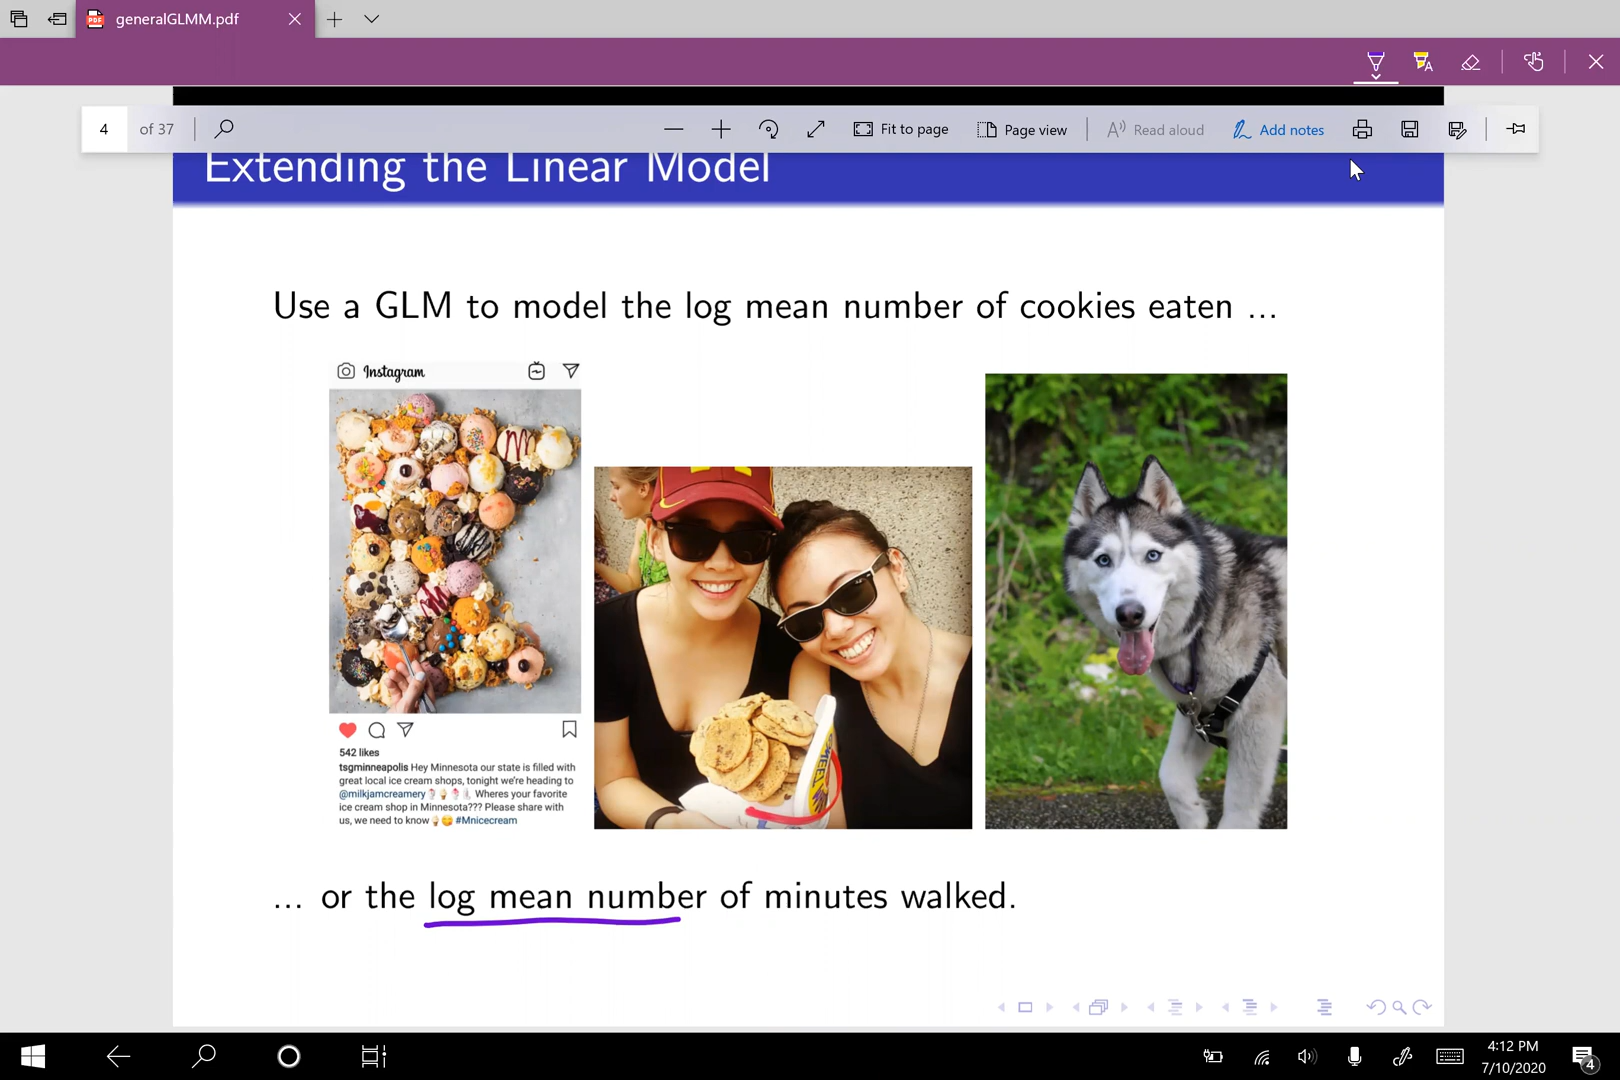 generalGLMM.pdf
4 of 37
Fit to page
Page view
Read aloud
Add notes
Extending the Linear Model
Use a GLM to model the log mean number of cookies eaten ...
Instagram
542 likes
tsgminneapolis Hey Minnesota our state is filled with
great local ice cream shops, tonight we're heading to
@milkjamcreamery 🍦🍦🍧🥛 Wheres your favorite
ice cream shop in Minnesota??? Please share with
us, we need to know 🍦😋 #Mnicecream
... or the log mean number of minutes walked.
4:12 PM
7/10/2020
4